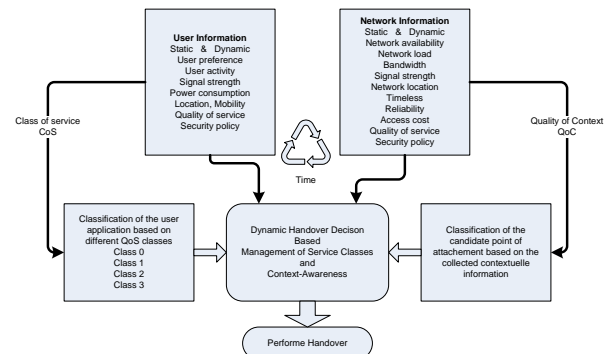 User Information
Static & Dynamic
User preference
User activity
Signal strength
Power consumption
Location, Mobility
Quality of service
Security policy
Network Information
Static & Dynamic
Network availability
Network load
Bandwidth
Signal strength
Network location
Timeless
Reliability
Access cost
Quality of service
Security policy
Class of service
CoS
Quality of Context
QoC
Time
Classification of the user
application based on
different QoS classes
Class 0
Class 1
Class 2
Class 3
Dynamic Handover Decison
Based
Management of Service Classes
and
Context-Awareness
Classification of the
candidate point of
attachement based on the
collected contextuelle
information
Performe Handover